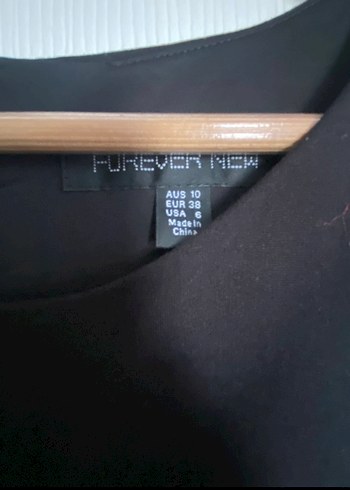 FOREVER NEW
AUS 10
EUR 38
USA 6
Made in
China